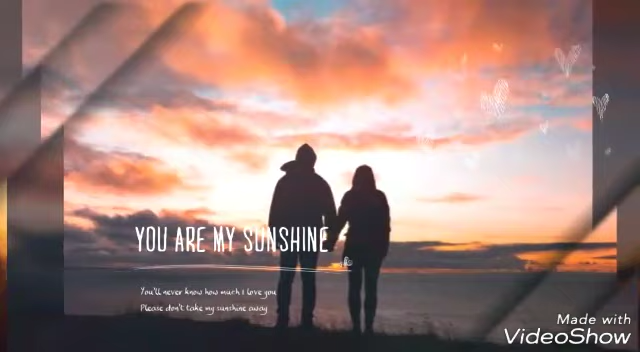 YOU ARE MY SUNSHINE
You'll never know how much I love you
Please don't take my sunshine away
Made with
VideoShow